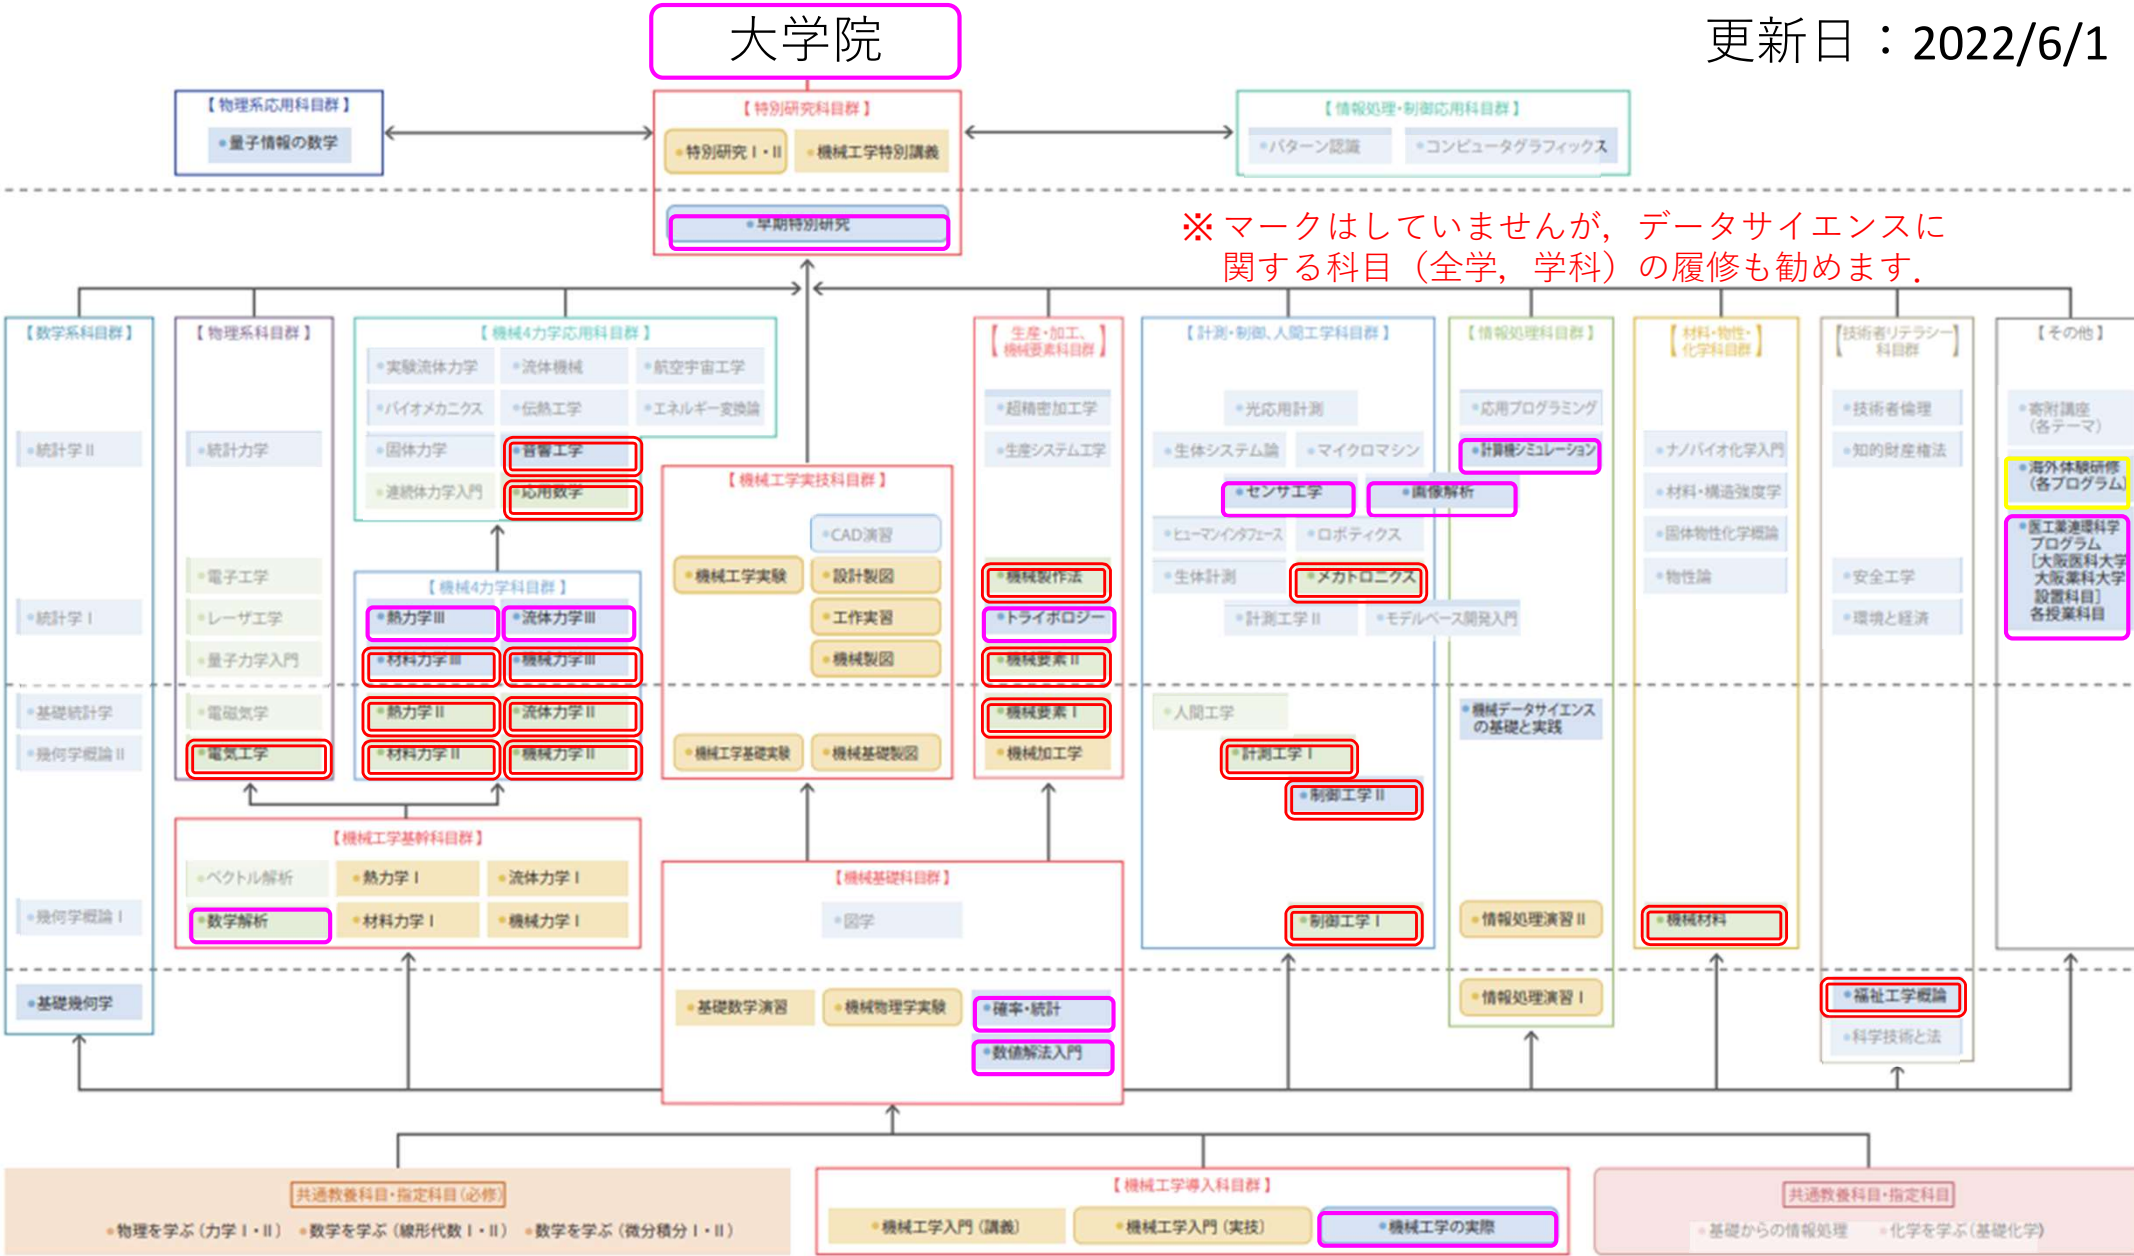 大学院
更新日：2022/6/1
【物理系応用科目群】
•量子情報の数学
【特別研究科目群】
•特別研究Ⅰ・Ⅱ
•機械工学特別講義
【情報処理・制御応用科目群】
•パターン認識
•コンピュータグラフィックス
•早期特別研究
※ マークはしていませんが，データサイエンスに
関する科目（全学，学科）の履修も勧めます．
【数学系科目群】
•統計学Ⅱ
•統計学Ⅰ
•基礎統計学
•幾何学概論Ⅱ
•幾何学概論Ⅰ
•基礎幾何学
【物理系科目群】
•統計力学
•電子工学
•レーザ工学
•量子力学入門
•電磁気学
•電気工学
【機械4力学応用科目群】
•実験流体力学 •流体機械 •航空宇宙工学
•バイオメカニクス •伝熱工学 •エネルギー変換論
•固体力学 •音響工学
•連続体力学入門 •応用数学
【機械4力学科目群】
•熱力学Ⅲ •流体力学Ⅲ
•材料力学Ⅲ •機械力学Ⅲ
•熱力学Ⅱ •流体力学Ⅱ
•材料力学Ⅱ •機械力学Ⅱ
【機械工学基幹科目群】
•ベクトル解析 •熱力学Ⅰ •流体力学Ⅰ
•数学解析 •材料力学Ⅰ •機械力学Ⅰ
【機械工学実技科目群】
•CAD演習
•機械工学実験 •設計製図
•工作実習
•機械製図
•機械工学基礎実験 •機械基礎製図
【生産・加工、
機械要素科目群】
•超精密加工学
•生産システム工学
•機械製作法
•トライボロジー
•機械要素Ⅱ
•機械要素Ⅰ
•機械加工学
【機械基礎科目群】
•図学
•基礎数学演習 •機械物理学実験 •確率・統計
•数値解法入門
【計測・制御、人間工学科目群】
•光応用計測
•生体システム論 •マイクロマシン
•センサ工学 •画像解析
•ヒューマンインタフェース •ロボティクス
•生体計測 •メカトロニクス
•計測工学Ⅱ •モデルベース開発入門
•人間工学
•計測工学Ⅰ
•制御工学Ⅱ
•制御工学Ⅰ
【情報処理科目群】
•応用プログラミング
•計算機シミュレーション
•機械データサイエンス
の基礎と実践
•情報処理演習Ⅱ
•情報処理演習Ⅰ
【材料・物性・
化学科目群】
•ナノバイオ化学入門
•材料・構造強度学
•固体物性化学概論
•物性論
•機械材料
【技術者リテラシー
科目群】
•技術者倫理
•知的財産権法
•安全工学
•環境と経済
•福祉工学概論
•科学技術と法
【その他】
•寄附講座
（各テーマ）
•海外体験研修
（各プログラム）
•医工薬連環科学
プログラム
［大阪医科大学
大阪薬科大学
設置科目］
各授業科目
共通教養科目・指定科目（必修）
•物理を学ぶ（力学Ⅰ・Ⅱ） •数学を学ぶ（線形代数Ⅰ・Ⅱ） •数学を学ぶ（微分積分Ⅰ・Ⅱ）
【機械工学導入科目群】
•機械工学入門（講義） •機械工学入門（実技） •機械工学の実際
共通教養科目・指定科目
•基礎からの情報処理 •化学を学ぶ（基礎化学）